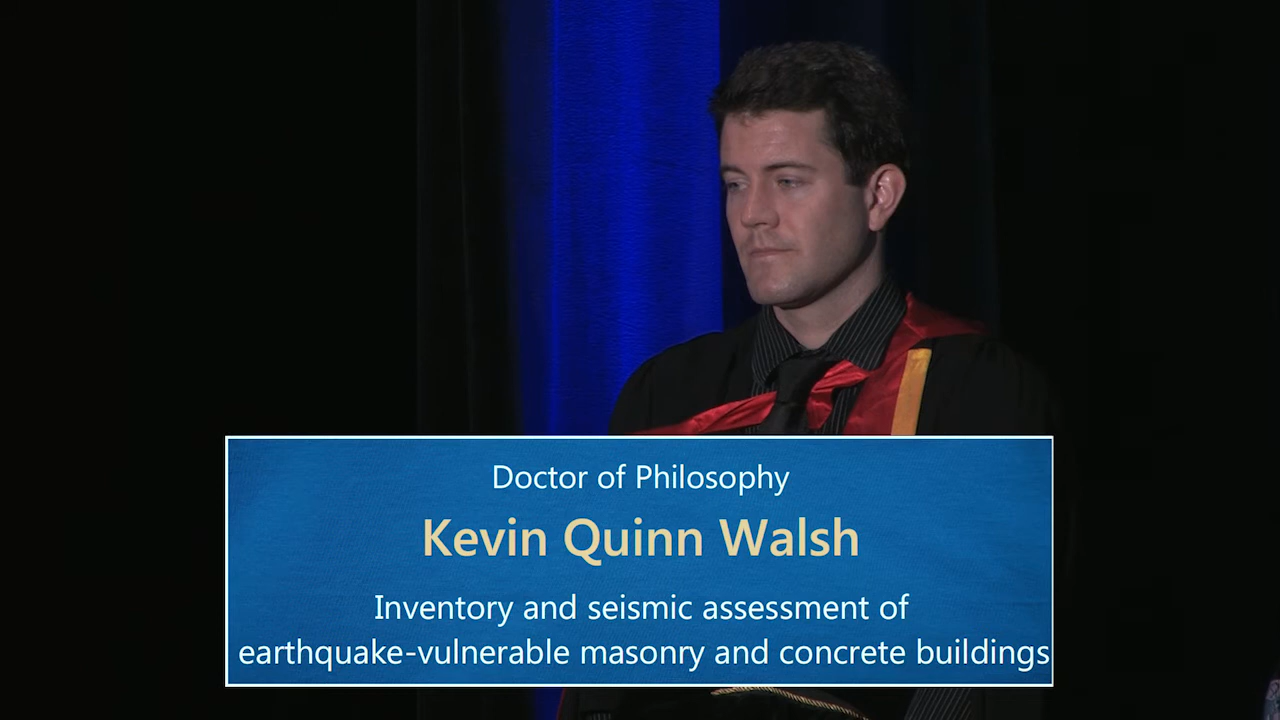 Doctor of Philosophy
Kevin Quinn Walsh
Inventory and seismic assessment of
earthquake-vulnerable masonry and concrete buildings